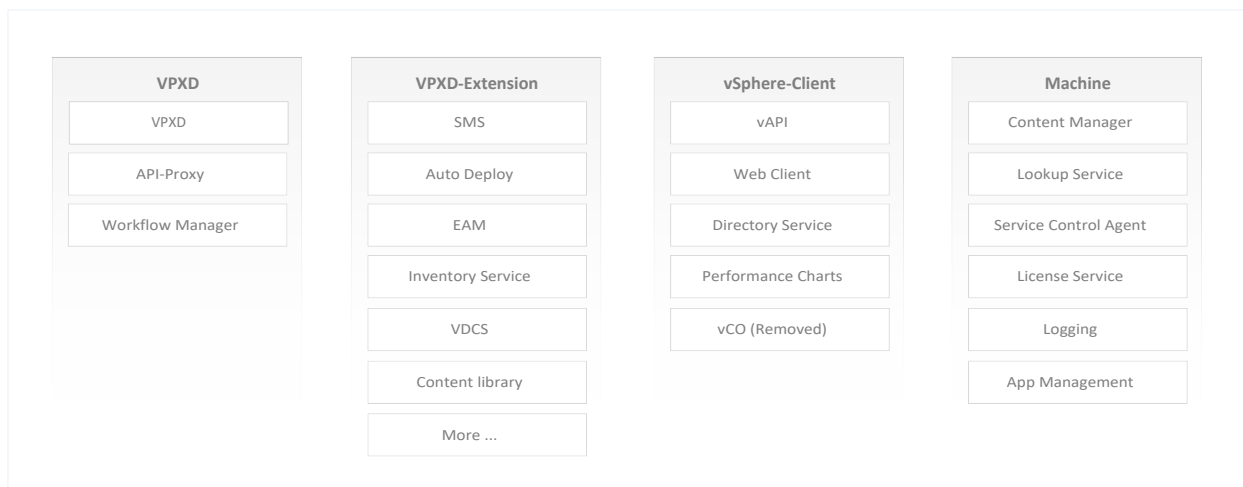 VPXD
VPXD
API-Proxy
Workflow Manager
VPXD-Extension
SMS
Auto Deploy
EAM
Inventory Service
VDCS
Content library
More ...
vSphere-Client
vAPI
Web Client
Directory Service
Performance Charts
vCO (Removed)
Machine
Content Manager
Lookup Service
Service Control Agent
License Service
Logging
App Management